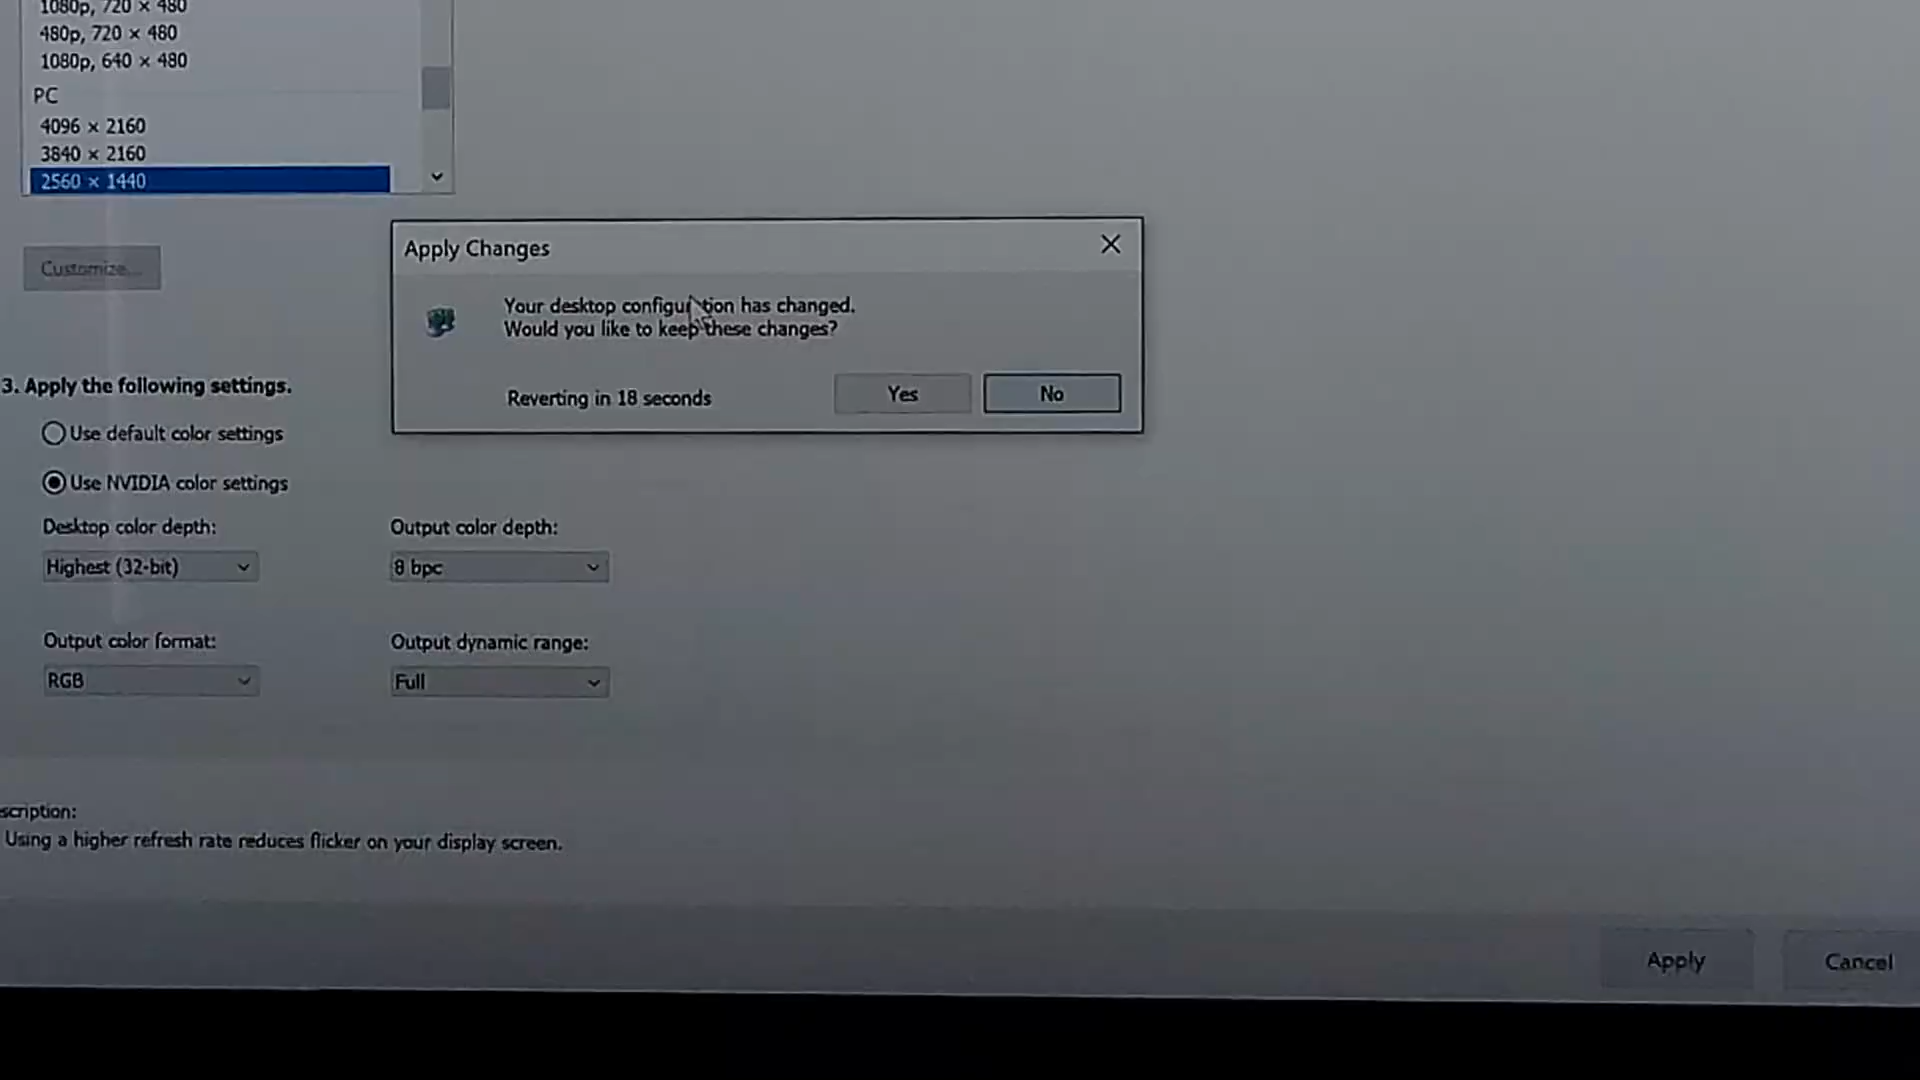 1080p, 720 × 480
480p, 720 × 480
1080p, 640 × 480
PC
4096 × 2160
3840 × 2160
2560 × 1440
Customize...
Apply Changes
Your desktop configuration has changed.
Would you like to keep these changes?
Reverting in 18 seconds
Yes
No
3. Apply the following settings.
Use default color settings
Use NVIDIA color settings
Desktop color depth:
Output color depth:
Highest (32-bit)
8 bpc
Output color format:
Output dynamic range:
RGB
Full
scription:
Using a higher refresh rate reduces flicker on your display screen.
Apply
Cancel